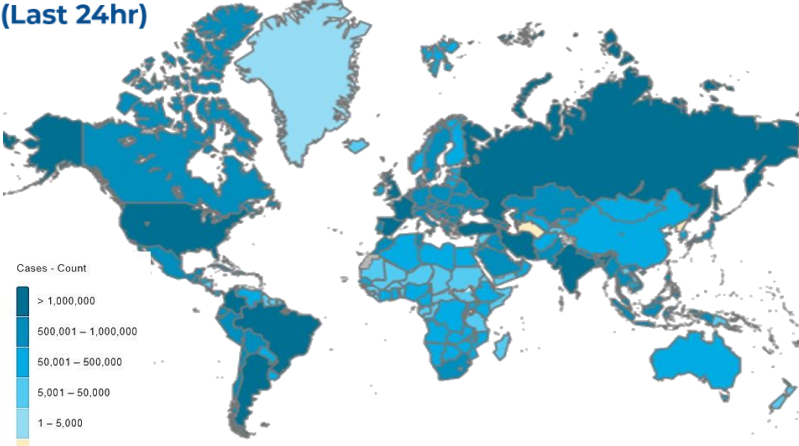 (Last 24hr)
Cases - Count
> 1,000,000
500,001 – 1,000,000
50,001 – 500,000
5,001 – 50,000
1 – 5,000